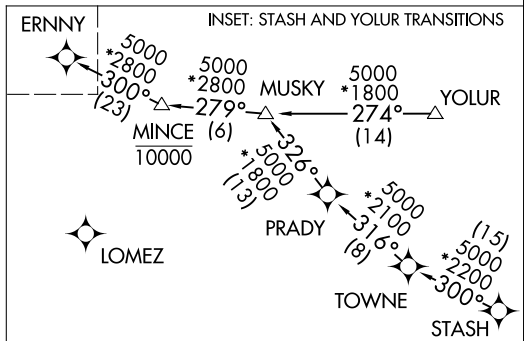 INSET: STASH AND YOLUR TRANSITIONS
ERNNY
5000
*2800
300°
(23)
MINCE
10000
5000
*2800
279°
(6)
MUSKY
5000
*1800
274°
(14)
YOLUR
326°
5000
*1800
(13)
PRADY
LOMEZ
5000
*2100
316°
(8)
TOWNE
(15)
5000
*2200
300°
STASH